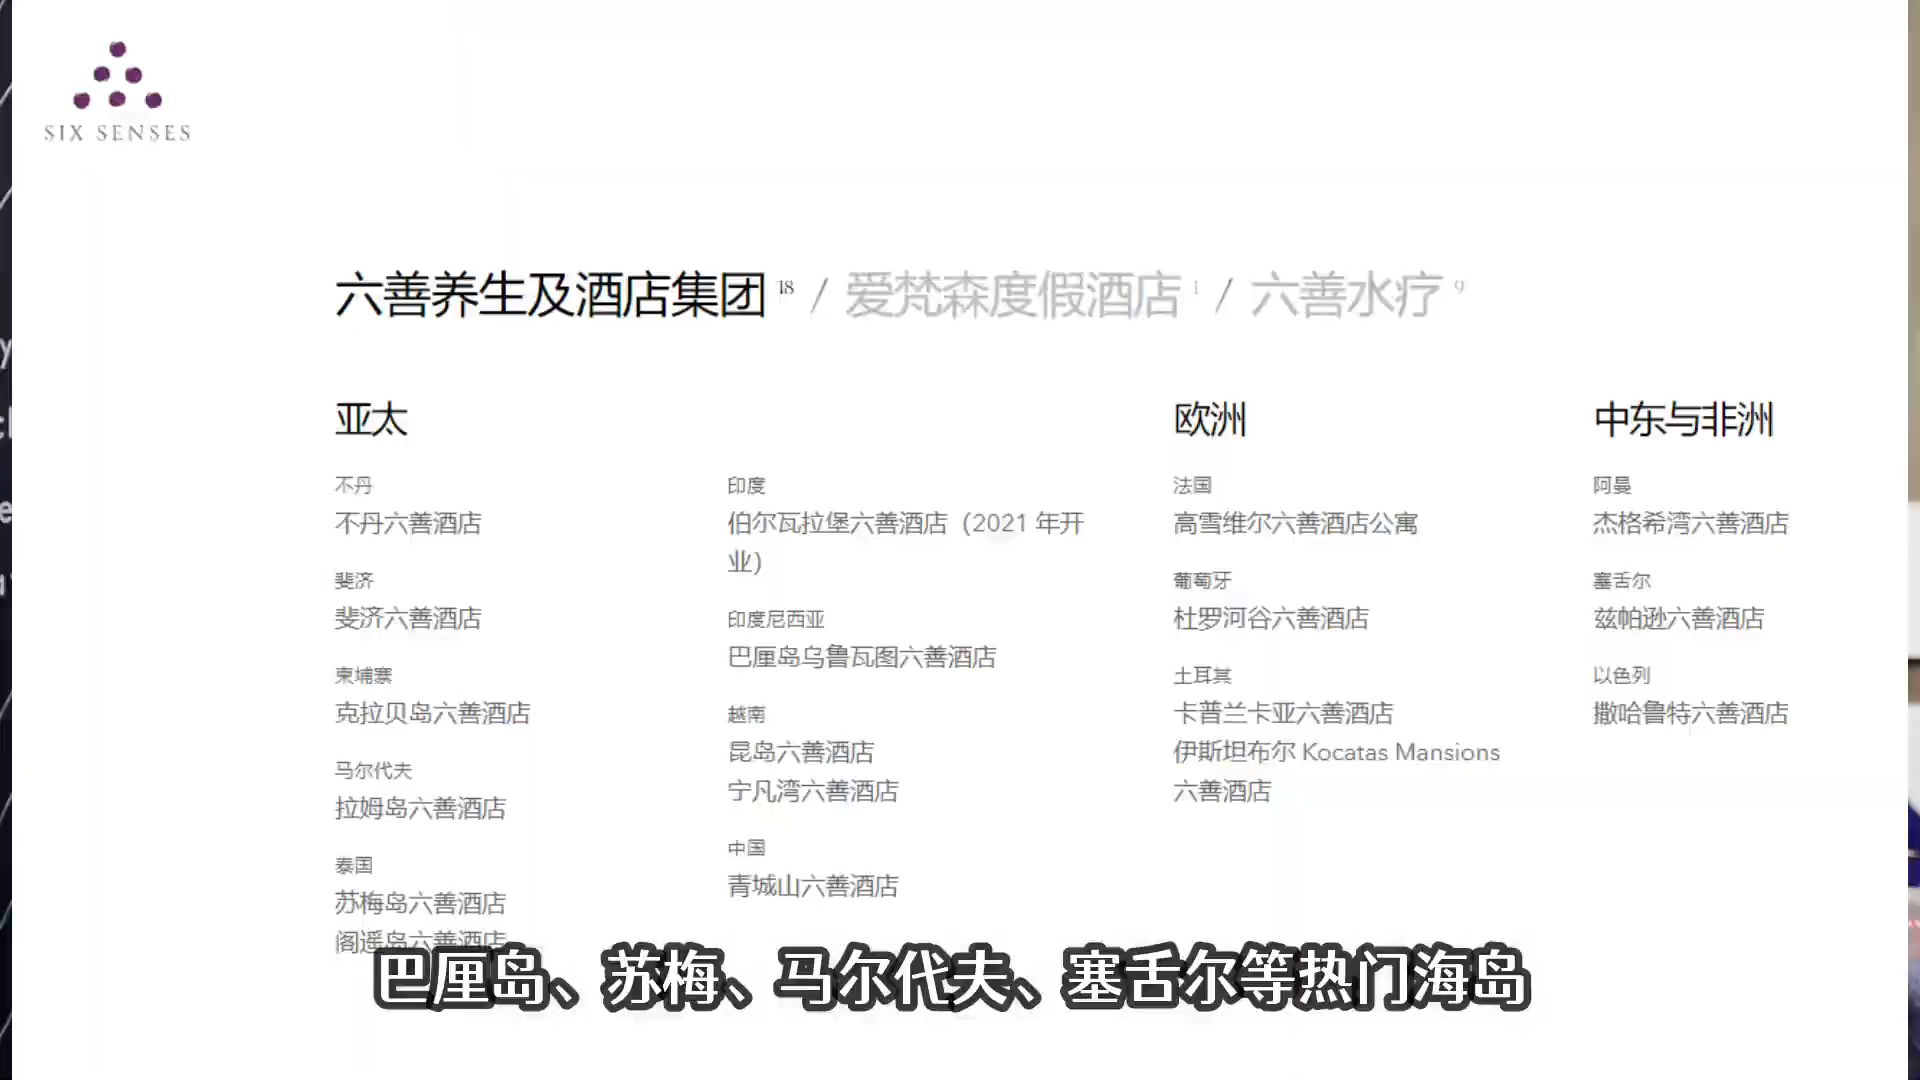 SIX SENSES
六善养生及酒店集团 18 / 爱梵森度假酒店 1 / 六善水疗 9
亚太
不丹
不丹六善酒店
斐济
斐济六善酒店
柬埔寨
克拉贝岛六善酒店
马尔代夫
拉姆岛六善酒店
泰国
苏梅岛六善酒店
阁遥岛六善酒店
印度
伯尔瓦拉堡六善酒店（2021 年开
业）
印度尼西亚
巴厘岛乌鲁瓦图六善酒店
越南
昆岛六善酒店
宁凡湾六善酒店
中国
青城山六善酒店
欧洲
法国
高雪维尔六善酒店公寓
葡萄牙
杜罗河谷六善酒店
土耳其
卡普兰卡亚六善酒店
伊斯坦布尔 Kocatas Mansions
六善酒店
中东与非洲
阿曼
杰格希湾六善酒店
塞舌尔
兹帕逊六善酒店
以色列
撒哈鲁特六善酒店
巴厘岛、苏梅、马尔代夫、塞舌尔等热门海岛